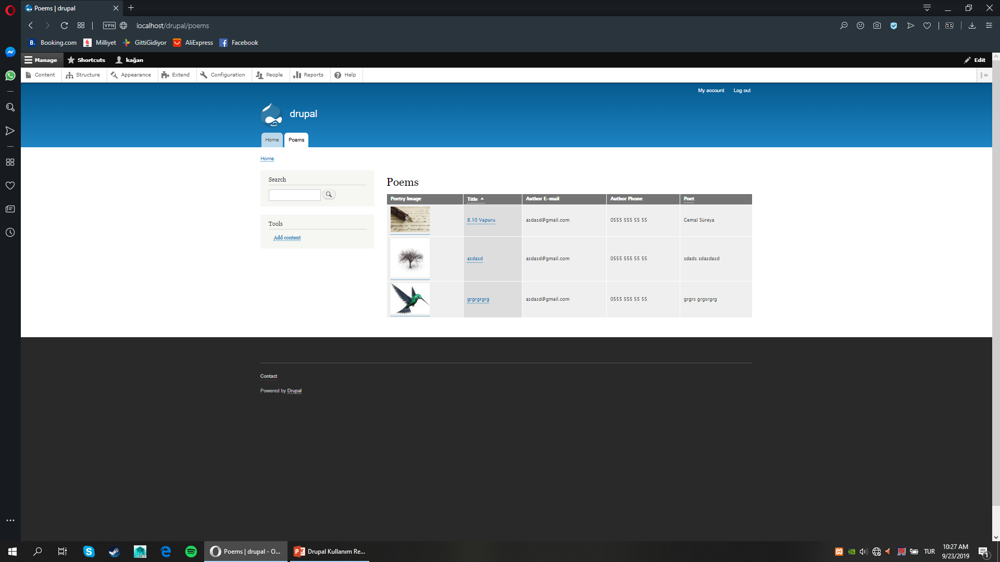 Poems | drupal
VPN localhost/drupal/poems
B. Booking.com Milliyet GittiGidiyor AliExpress Facebook
Manage Shortcuts kağan Edit
Content Structure Appearance Extend Configuration People Reports Help
My account Log out
drupal
Home Poems
Home
Search
Tools
Add content
Poems
Poetry Image Title Author E-mail Author Phone Poet
8.10 Vapuru asdasd@gmail.com 0555 555 55 55 Cemal Süreya
asdasd asdasd@gmail.com 0555 555 55 55 sdads sdasdasd
grgrgrgrg asdasd@gmail.com 0555 555 55 55 grgrs grgsrgrg
Contact
Powered by Drupal
Poems | drupal - O...
Drupal Kullanım Re...
TUR
10:27 AM
9/23/2019
1